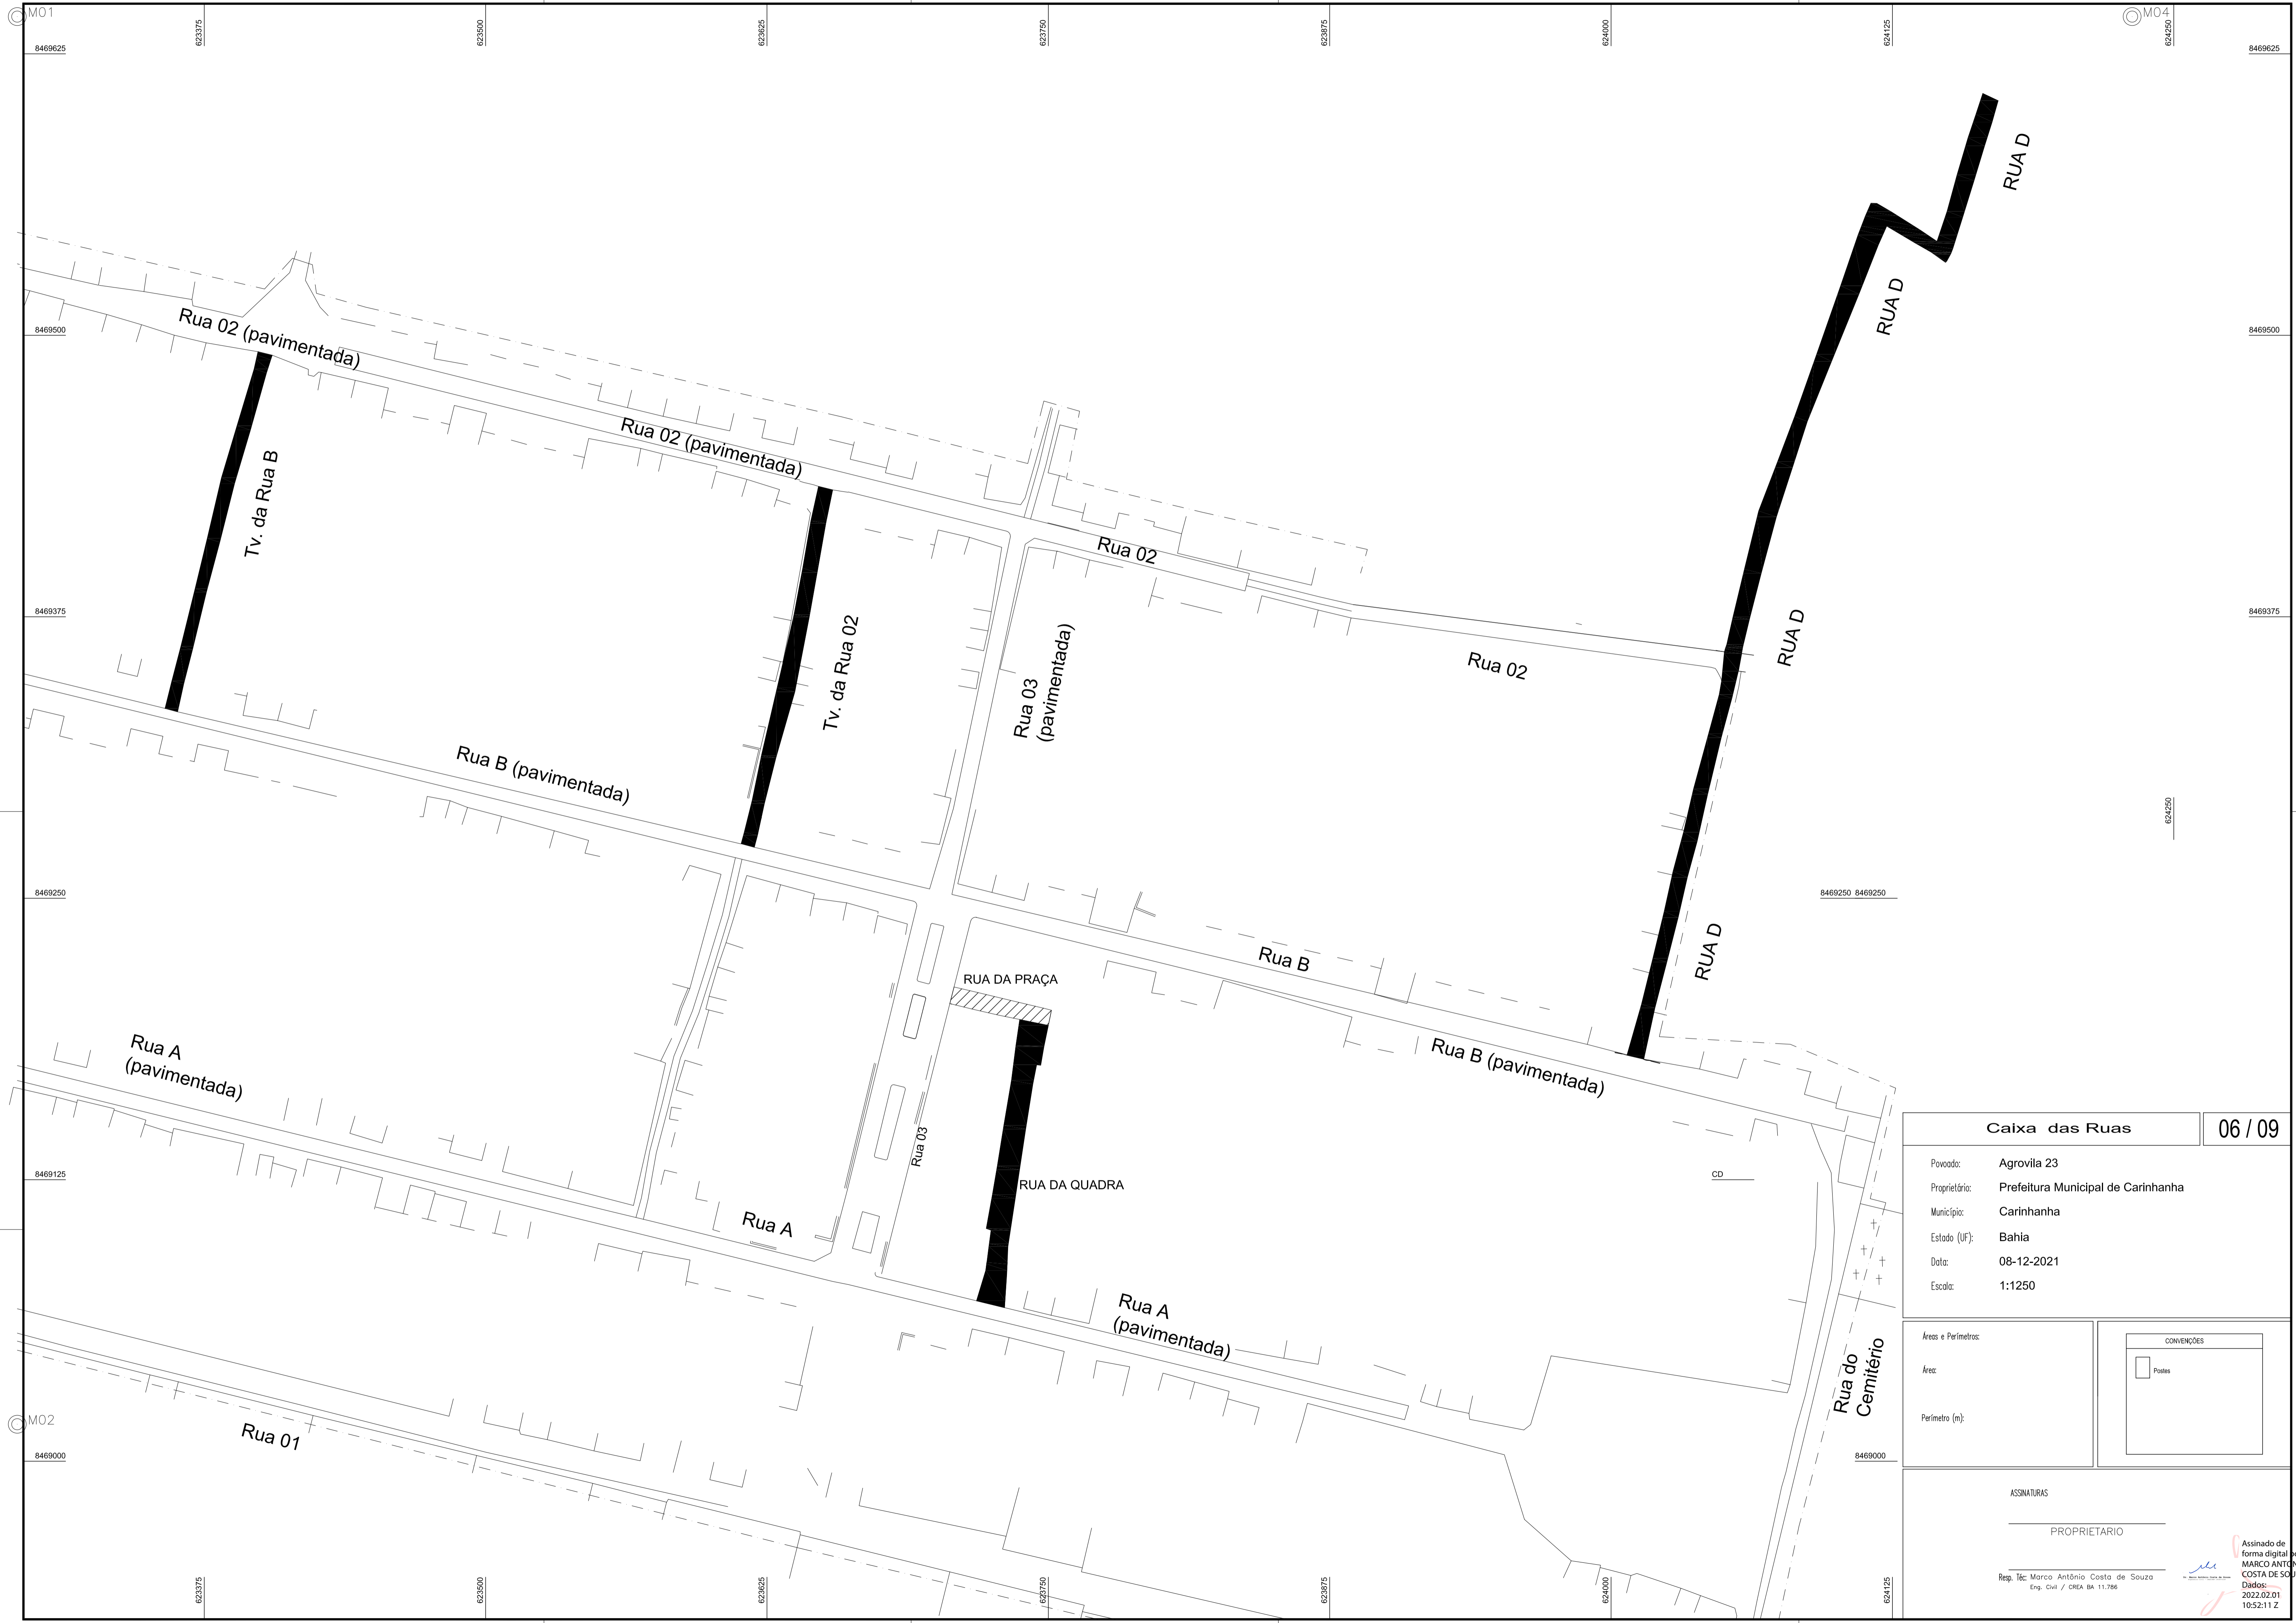 M01
M04
623375
623500
623625
623750
623875
624000
624125
624250
8469625
8469625
RUA D
RUA D
Rua 02 (pavimentada)
8469500
8469500
Rua 02 (pavimentada)
Tv. da Rua B
Rua 02
8469375
8469375
RUA D
Tv. da Rua 02
Rua 03
(pavimentada)
Rua 02
Rua B (pavimentada)
624250
8469250
8469250 8469250
RUA D
Rua B
RUA DA PRAÇA
Rua A
(pavimentada)
Rua B (pavimentada)
Rua 03
8469125
RUA DA QUADRA
CD
Rua A
Rua A
(pavimentada)
Rua do
Cemitério
M02
Rua 01
8469000
8469000
623375
623500
623625
623750
623875
624000
624125
Caixa das Ruas
06 / 09
Povoado: Agrovila 23
Proprietário: Prefeitura Municipal de Carinhanha
Município: Carinhanha
Estado (UF): Bahia
Data: 08-12-2021
Escala: 1:1250
Áreas e Perímetros:
Área:
Perímetro (m):
CONVENÇÕES
Postes
ASSINATURAS
PROPRIETARIO
Resp. Téc: Marco Antônio Costa de Souza
Eng. Civil / CREA BA 11.786
Assinado de
forma digital
MARCO
COSTA DE
Dados:
2022.02.01
10:52:11 Z